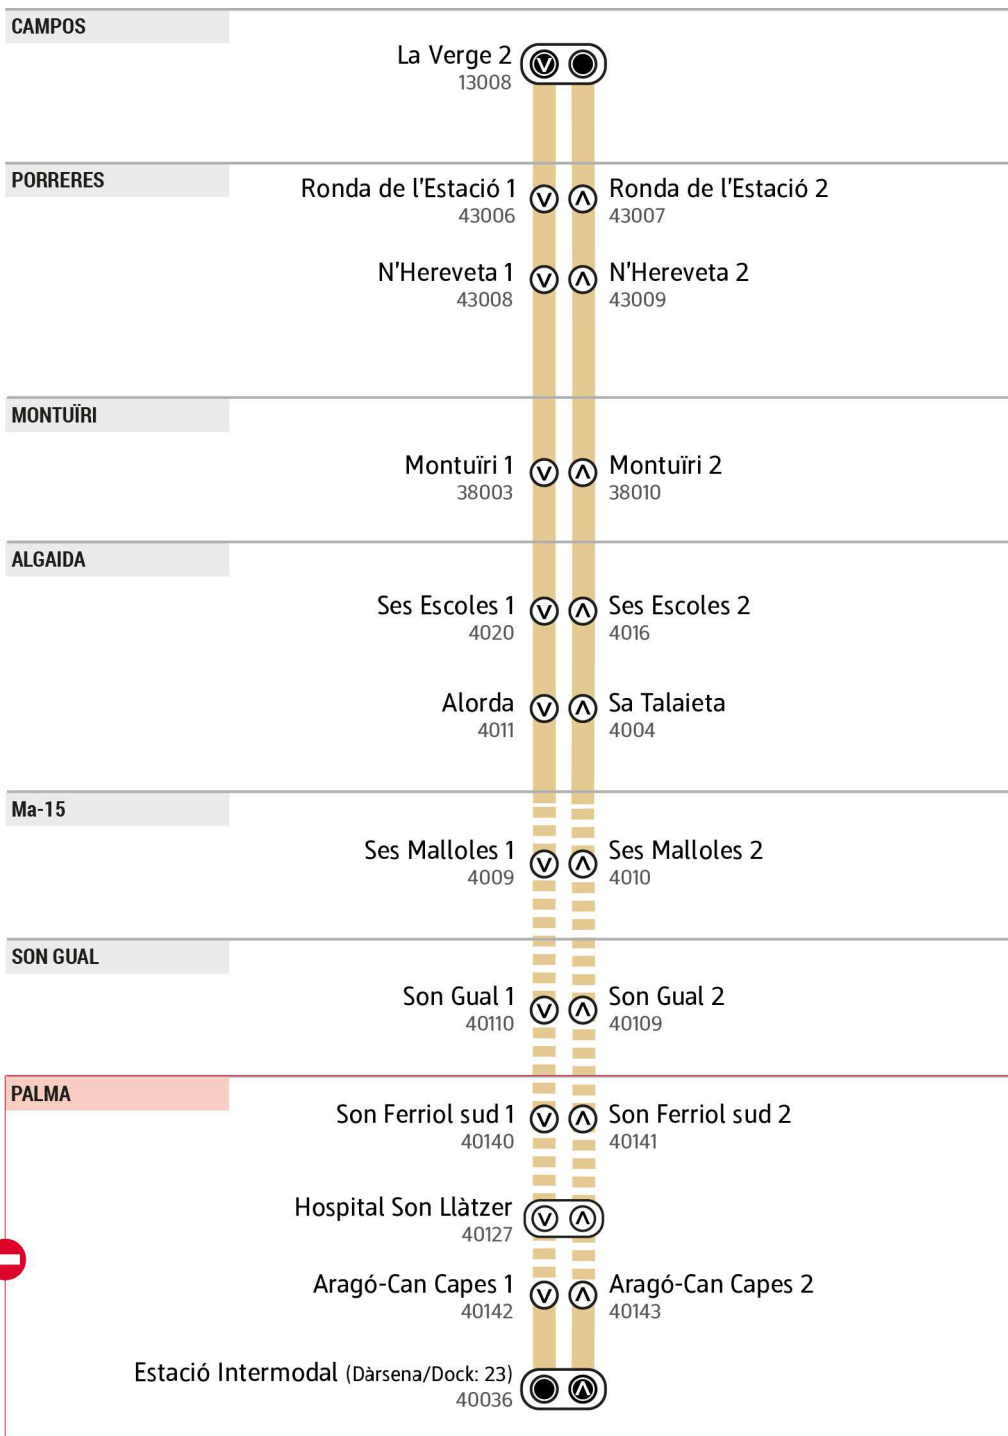 CAMPOS
La Verge 2
13008
PORRERES
Ronda de l'Estació 1
43006
Ronda de l'Estació 2
43007
N'Hereveta 1
43008
N'Hereveta 2
43009
MONTUÏRI
Montuïri 1
38003
Montuïri 2
38010
ALGAIDA
Ses Escoles 1
4020
Ses Escoles 2
4016
Alorda
4011
Sa Talaieta
4004
Ma-15
Ses Malloles 1
4009
Ses Malloles 2
4010
SON GUAL
Son Gual 1
40110
Son Gual 2
40109
PALMA
Son Ferriol sud 1
40140
Son Ferriol sud 2
40141
Hospital Son Llàtzer
40127
Aragó-Can Capes 1
40142
Aragó-Can Capes 2
40143
Estació Intermodal (Dàrsena/Dock: 23)
40036